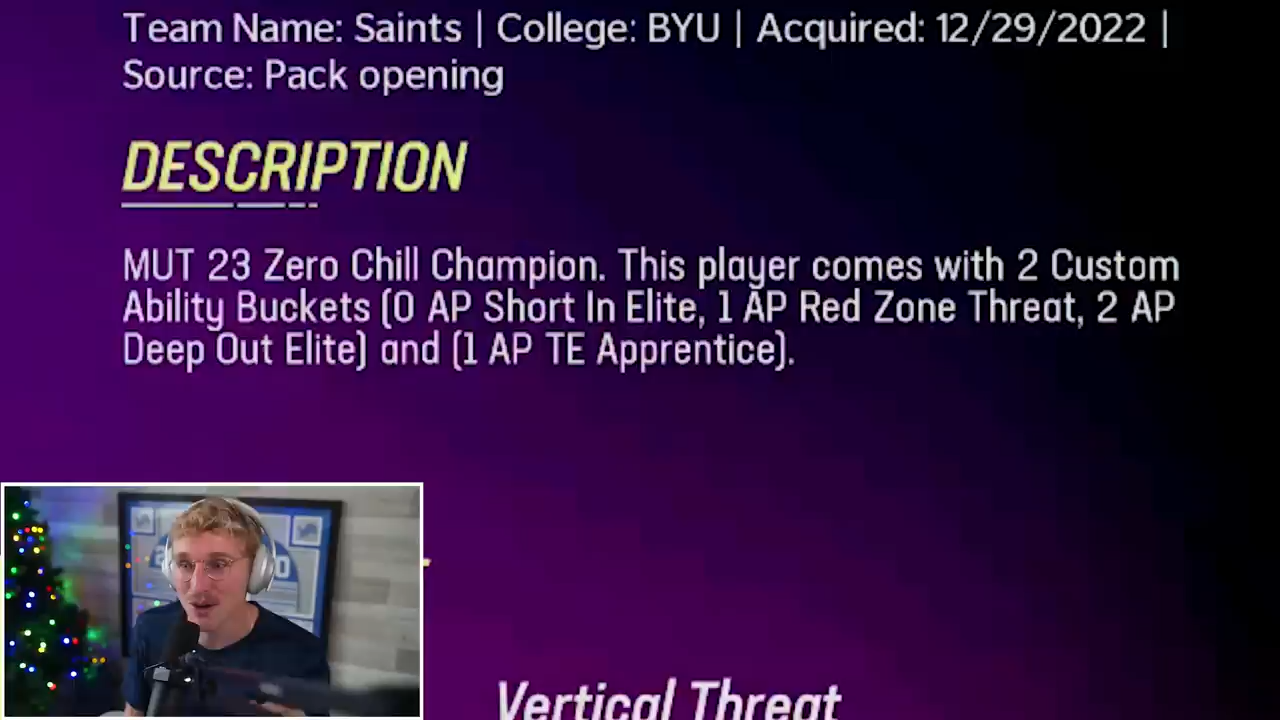 Team Name: Saints | College: BYU | Acquired: 12/29/2022 |
Source: Pack opening
DESCRIPTION
MUT 23 Zero Chill Champion. This player comes with 2 Custom
Ability Buckets (0 AP Short In Elite, 1 AP Red Zone Threat, 2 AP
Deep Out Elite) and (1 AP TE Apprentice).
Vertical Threat